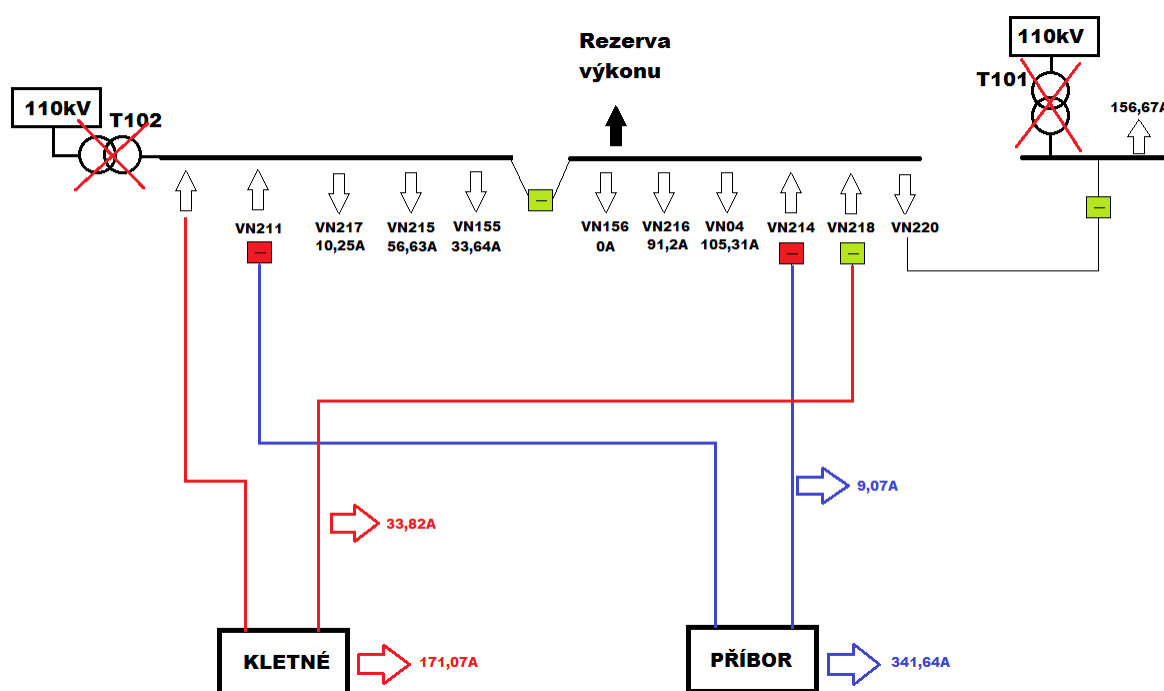 Rezerva
výkonu
110kV
T101
110kV
T102
156,67A
VN211
VN217
10,25A
VN215
56,63A
VN155
33,64A
VN156
0A
VN216
91,2A
VN04
105,31A
VN214
VN218
VN220
9,07A
33,82A
KLETNÉ
171,07A
PŘÍBOR
341,64A